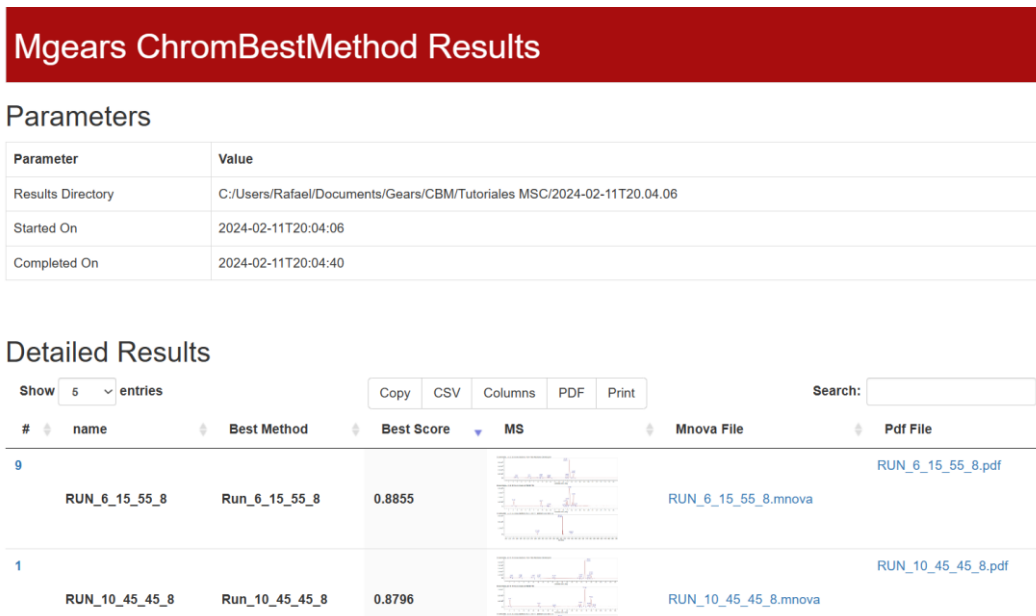 Mgears ChromBestMethod Results
Parameters
Parameter Value
Results Directory C:/Users/Rafael/Documents/Gears/CBM/Tutoriales MSC/2024-02-11T20.04.06
Started On 2024-02-11T20:04:06
Completed On 2024-02-11T20:04:40
Detailed Results
Show 5 entries Copy CSV Columns PDF Print Search:
# name Best Method Best Score MS Mnova File Pdf File
9 RUN_6_15_55_8.pdf
RUN_6_15_55_8 Run_6_15_55_8 0.8855 RUN_6_15_55_8.mnova
1 RUN_10_45_45_8.pdf
RUN_10_45_45_8 Run_10_45_45_8 0.8796 RUN_10_45_45_8.mnova